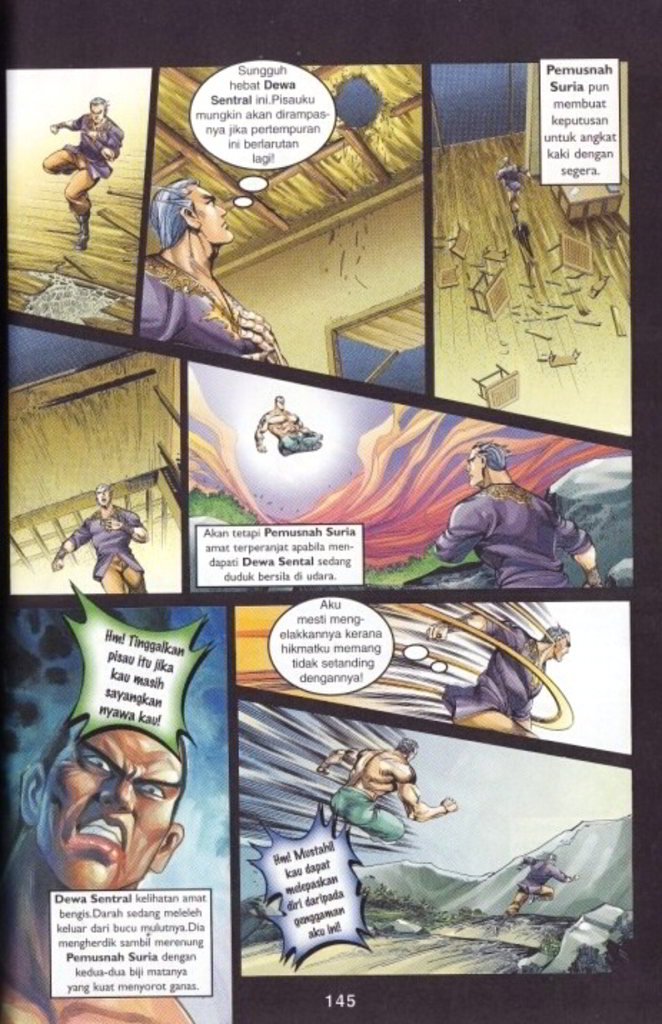 Sungguh
hebat Dewa
Sentral ini.Pisauku
mungkin akan dirampas-
nya jika pertempuran
ini berlarutan
lagi!
Pemusnah
Suria pun
membuat
keputusan
untuk angkat
kaki dengan
segera.
Akan tetapi Pemusnah Suria
amat terperanjat apabila men-
dapati Dewa Sental sedang
duduk bersila di udara.
Hm! Tinggalkan
pisau itu jika
kau masih
sayangkan
nyawa kau!
Aku
mesti meng-
elakkannya kerana
hikmatku memang
tidak setanding
dengannya!
Dewa Sentral kelihatan amat
bengis.Darah sedang meleleh
keluar dari bucu mulutnya.Dia
mengherdik sambil merenung
Pemusnah Suria dengan
kedua-dua biji matanya
yang kuat menyorot ganas.
Hm! Mustahil
kau dapat
melepaskan
diri daripada
genggaman
aku ini!
145